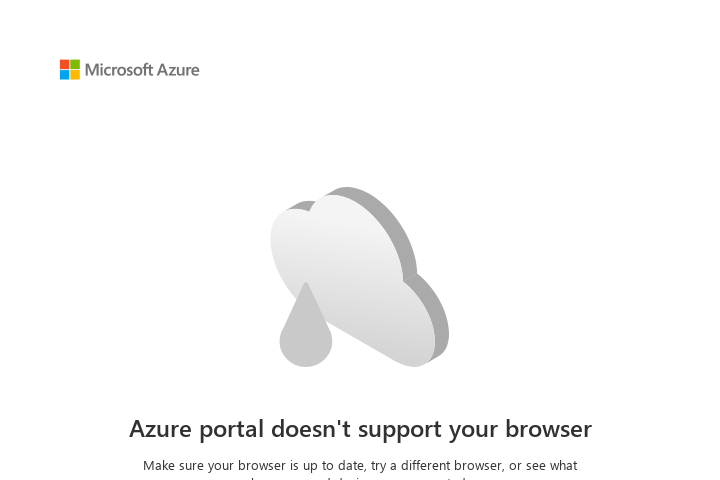 Microsoft Azure
Azure portal doesn't support your browser
Make sure your browser is up to date, try a different browser, or see what